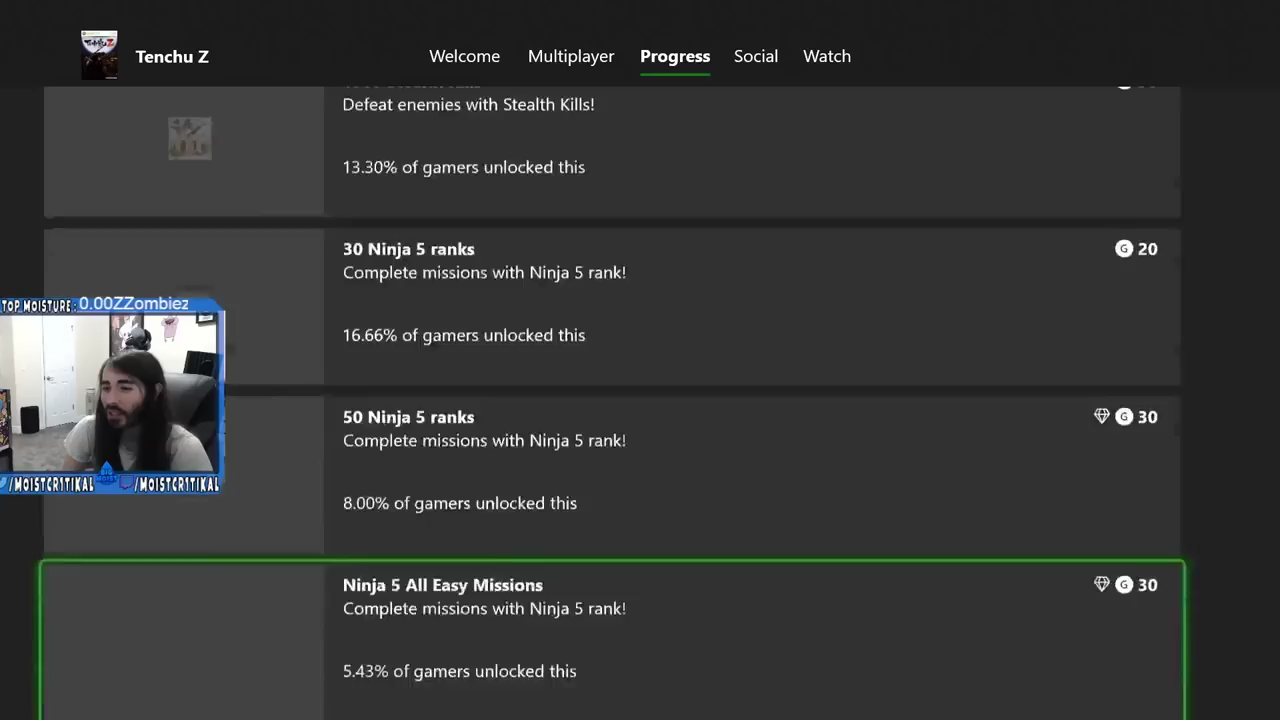 Tenchu Z
Welcome
Multiplayer
Progress
Social
Watch
Defeat enemies with Stealth Kills!
13.30% of gamers unlocked this
30 Ninja 5 ranks
G 20
Complete missions with Ninja 5 rank!
16.66% of gamers unlocked this
TOP MOISTURE: 0.00ZZombiez
50 Ninja 5 ranks
G 30
Complete missions with Ninja 5 rank!
/MOISTCR1TIKAL
/MOISTCR1TIKAL
8.00% of gamers unlocked this
Ninja 5 All Easy Missions
G 30
Complete missions with Ninja 5 rank!
5.43% of gamers unlocked this